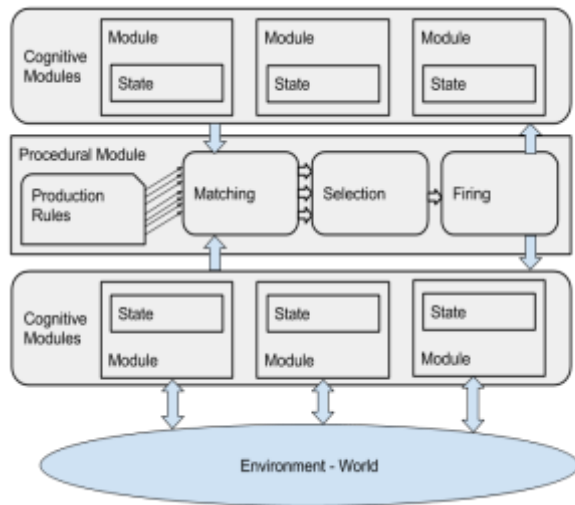 Cognitive
Modules
Module
State
Module
State
Module
State
Procedural Module
Production
Rules
Matching
Selection
Firing
Cognitive
Modules
State
Module
State
Module
State
Module
Environment - World